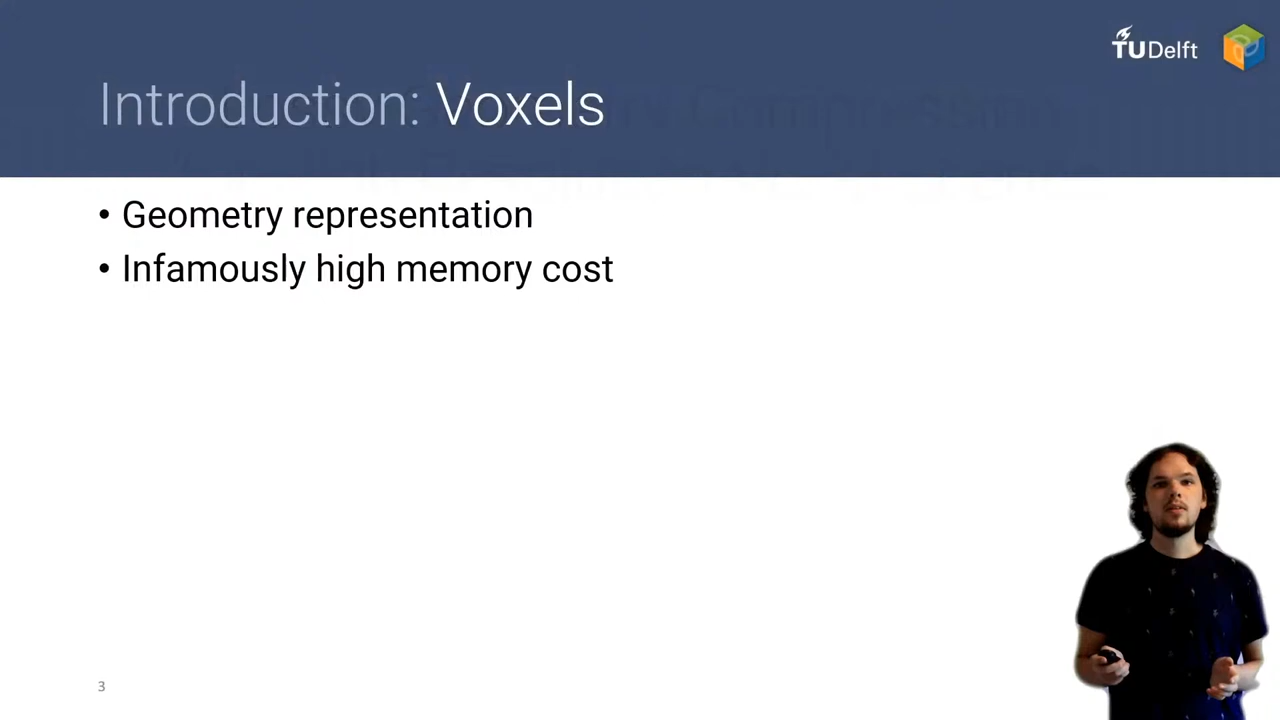 TUDelft
Introduction: Voxels
• Geometry representation
• Infamously high memory cost
3